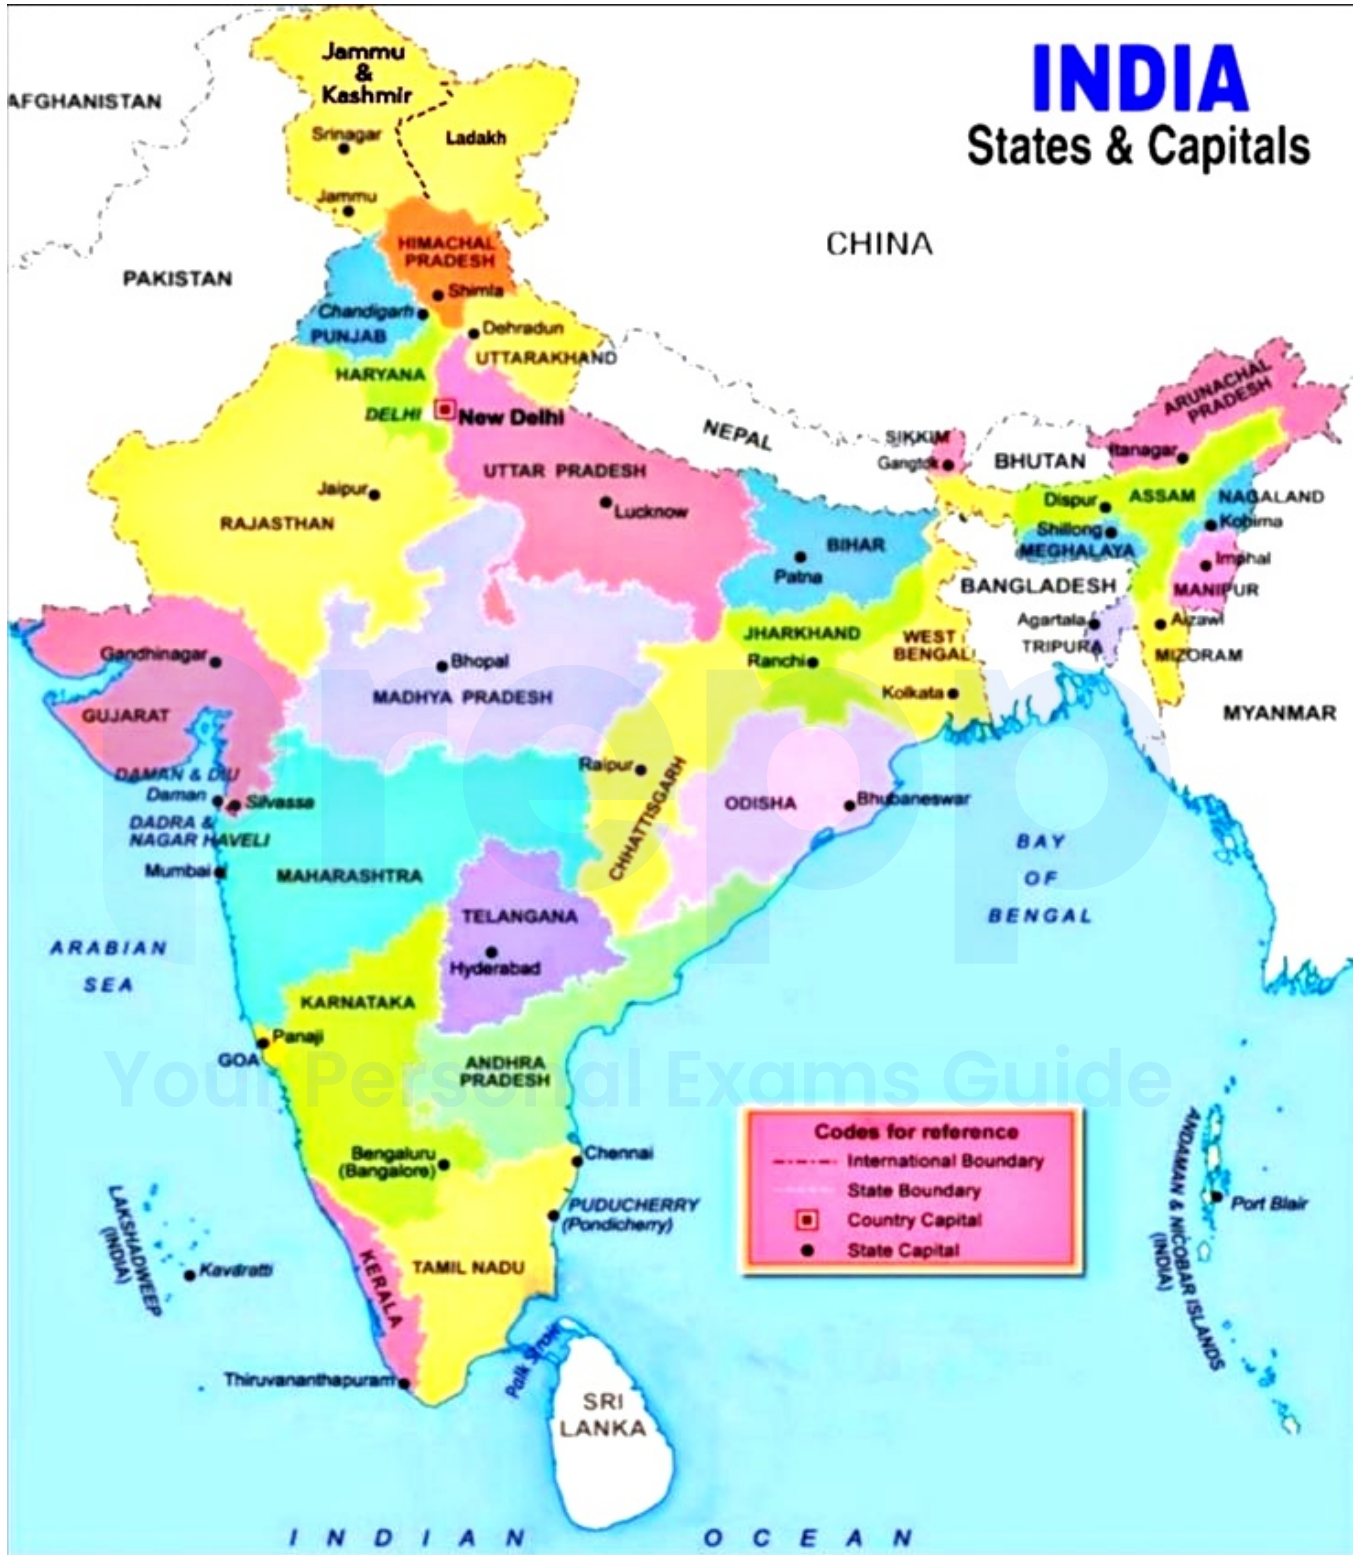 INDIA
States & Capitals
Jammu
&
Kashmir
AFGHANISTAN
Srinagar
Ladakh
Jammu
CHINA
HIMACHAL
PRADESH
PAKISTAN
Shimla
Chandigarh
PUNJAB
Dehradun
UTTARAKHAND
HARYANA
DELHI
New Delhi
NEPAL
SIKKIM
Gangtok
BHUTAN
ARUNACHAL
PRADESH
Itanagar
UTTAR PRADESH
Jaipur
Lucknow
RAJASTHAN
Dispur
ASSAM
NAGALAND
Shillong
Kohima
MEGHALAYA
BIHAR
Patna
Imphal
BANGLADESH
MANIPUR
Agartala
Aizawl
TRIPURA
MIZORAM
JHARKHAND
Ranchi
WEST
BENGAL
Kolkata
Gandhinagar
Bhopal
MADHYA PRADESH
GUJARAT
MYANMAR
prepp
Raipur
CHHATTISGARH
DAMAN & DIU
Daman
Silvassa
DADRA &
NAGAR HAVELI
ODISHA
Bhubaneswar
Mumbai
MAHARASHTRA
BAY
OF
BENGAL
TELANGANA
Hyderabad
ARABIAN
SEA
KARNATAKA
Panaji
GOA
ANDHRA
PRADESH
Your Personal Exams Guide
Codes for reference
International Boundary
State Boundary
Country Capital
State Capital
Bengaluru
(Bangalore)
Chennai
PUDUCHERRY
(Pondicherry)
LAKSHADWEEP
(INDIA)
Kavaratti
KERALA
TAMIL NADU
ANDAMAN & NICOBAR ISLANDS
(INDIA)
Port Blair
Thiruvananthapuram
Palk Strait
SRI
LANKA
INDIAN OCEAN